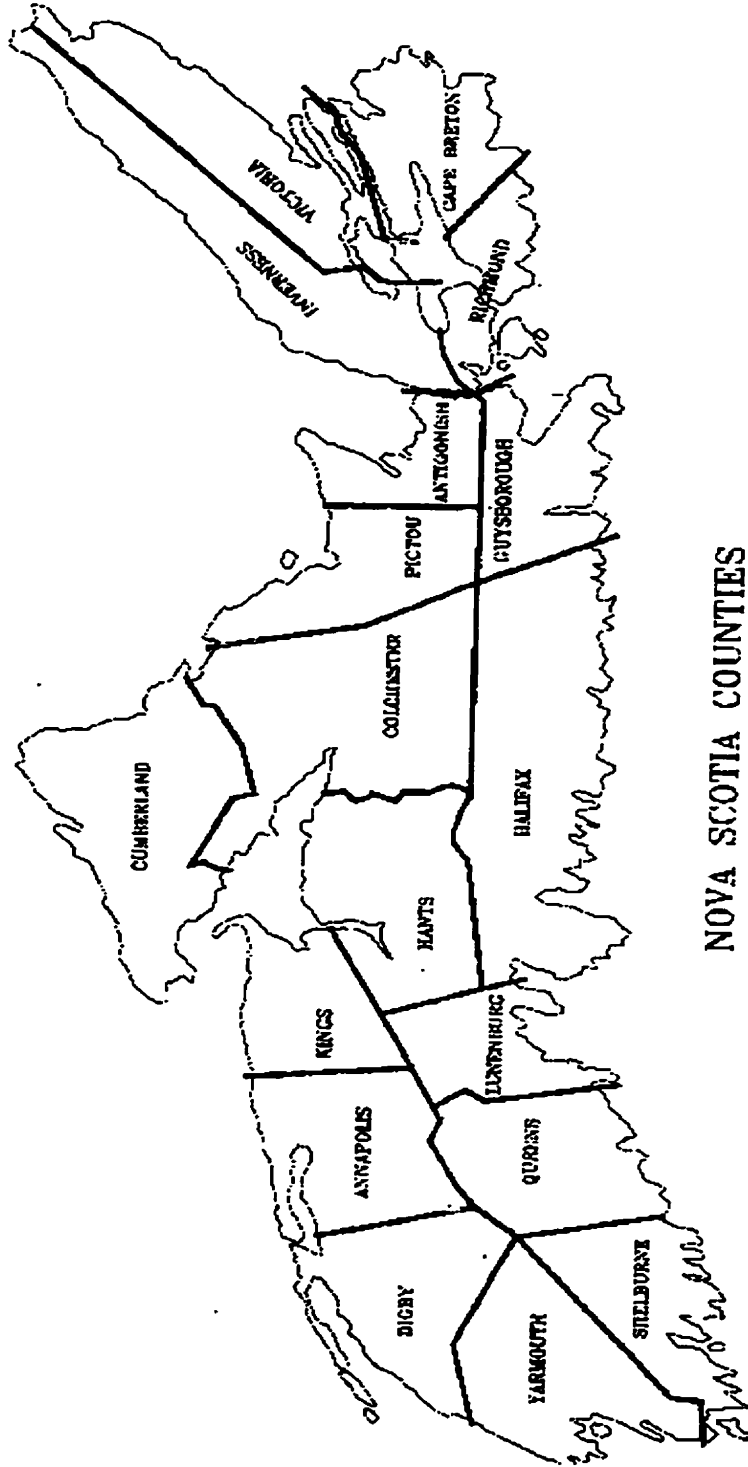 VICTORIA
INVERNESS
CAPE BRETON
RICHMOND
ANTIGONISH
GUYSBOROUGH
PICTOU
COLCHESTER
CUMBERLAND
HALIFAX
HANTS
KINGS
LUNENBURG
ANNAPOLIS
QUEENS
DIGBY
YARMOUTH
SHELBURNE
NOVA SCOTIA COUNTIES